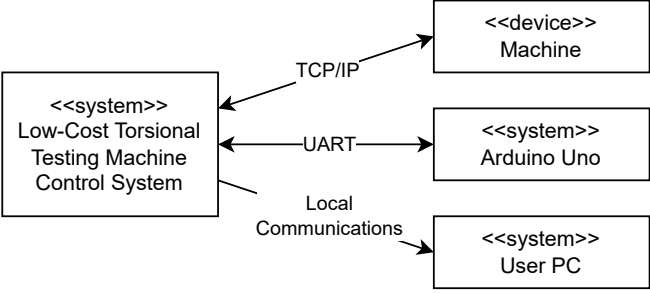 <<system>>
Low-Cost Torsional
Testing Machine
Control System
TCP/IP
UART
Local
Communications
<<device>>
Machine
<<system>>
Arduino Uno
<<system>>
User PC